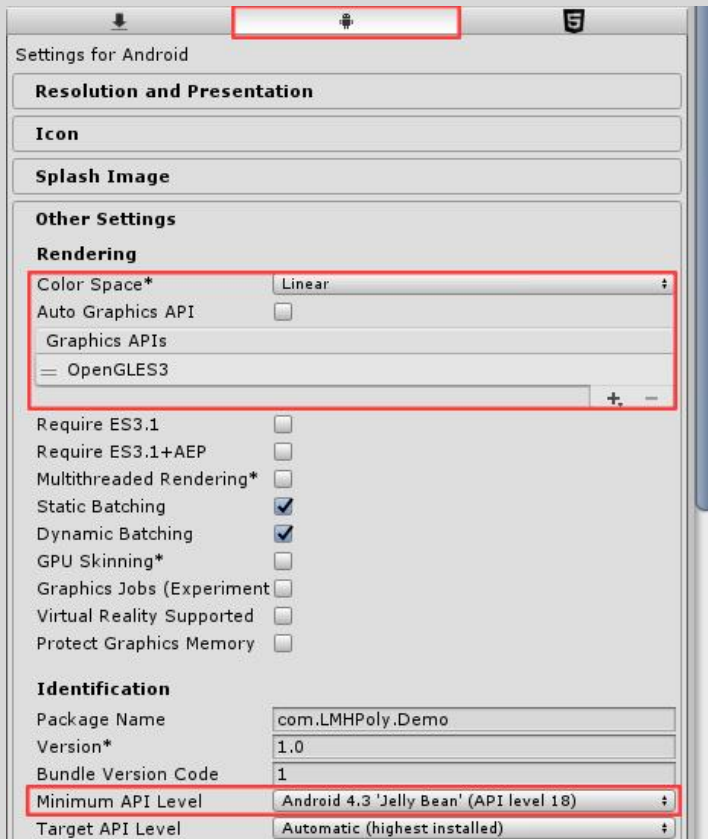 Settings for Android
Resolution and Presentation
Icon
Splash Image
Other Settings
Rendering
Color Space* Linear
Auto Graphics API
Graphics APIs
OpenGLES3
Require ES3.1
Require ES3.1+AEP
Multithreaded Rendering*
Static Batching
Dynamic Batching
GPU Skinning*
Graphics Jobs (Experiment
Virtual Reality Supported
Protect Graphics Memory
Identification
Package Name com.LMHPoly.Demo
Version* 1.0
Bundle Version Code 1
Minimum API Level Android 4.3 'Jelly Bean' (API level 18)
Target API Level Automatic (highest installed)